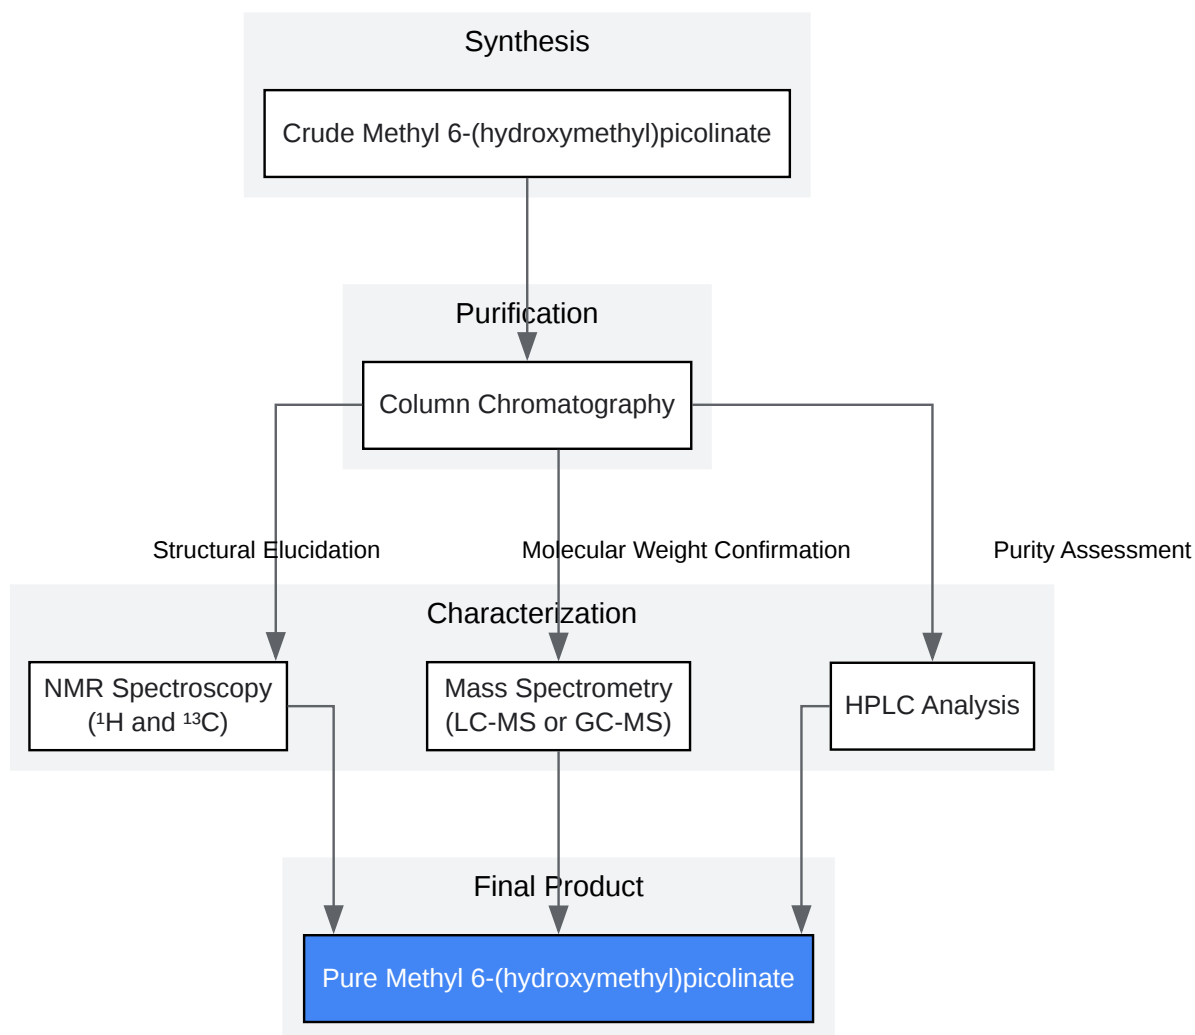 Synthesis
Crude Methyl 6-(hydroxymethyl)picolinate
Purification
Column Chromatography
Structural Elucidation
Molecular Weight Confirmation
Purity Assessment
Characterization
NMR Spectroscopy
(¹H and ¹³C)
Mass Spectrometry
(LC-MS or GC-MS)
HPLC Analysis
Final Product
Pure Methyl 6-(hydroxymethyl)picolinate